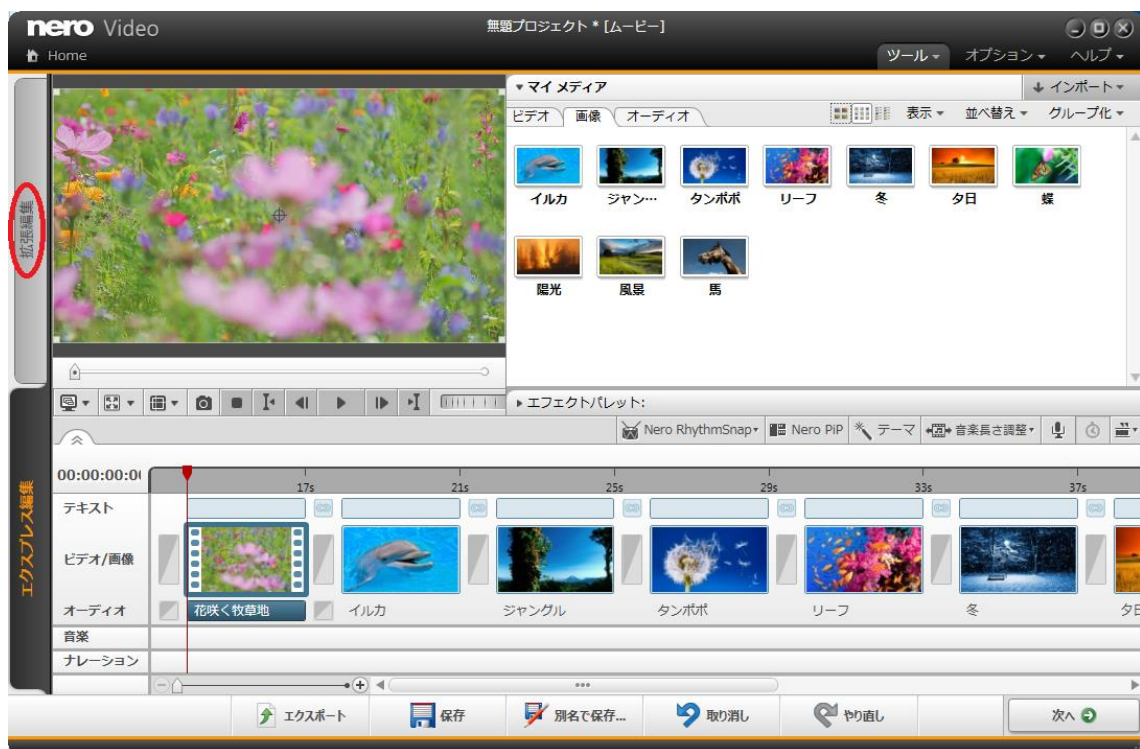 nero Video
無題プロジェクト * [ムービー]
Home
ツール
オプション
ヘルプ
マイ メディア
インポート
ビデオ
画像
オーディオ
表示
並べ替え
グループ化
イルカ
ジャン…
タンポポ
リーフ
冬
夕日
蝶
陽光
風景
馬
拡張編集
エクスプレス編集
エフェクトパレット:
Nero RhythmSnap
Nero PiP
テーマ
音楽長さ調整
00:00:00:0
17s
21s
25s
29s
33s
37s
テキスト
ビデオ/画像
オーディオ
花咲く牧草地
イルカ
ジャングル
タンポポ
リーフ
冬
夕日
音楽
ナレーション
エクスポート
保存
別名で保存...
取り消し
やり直し
次へ